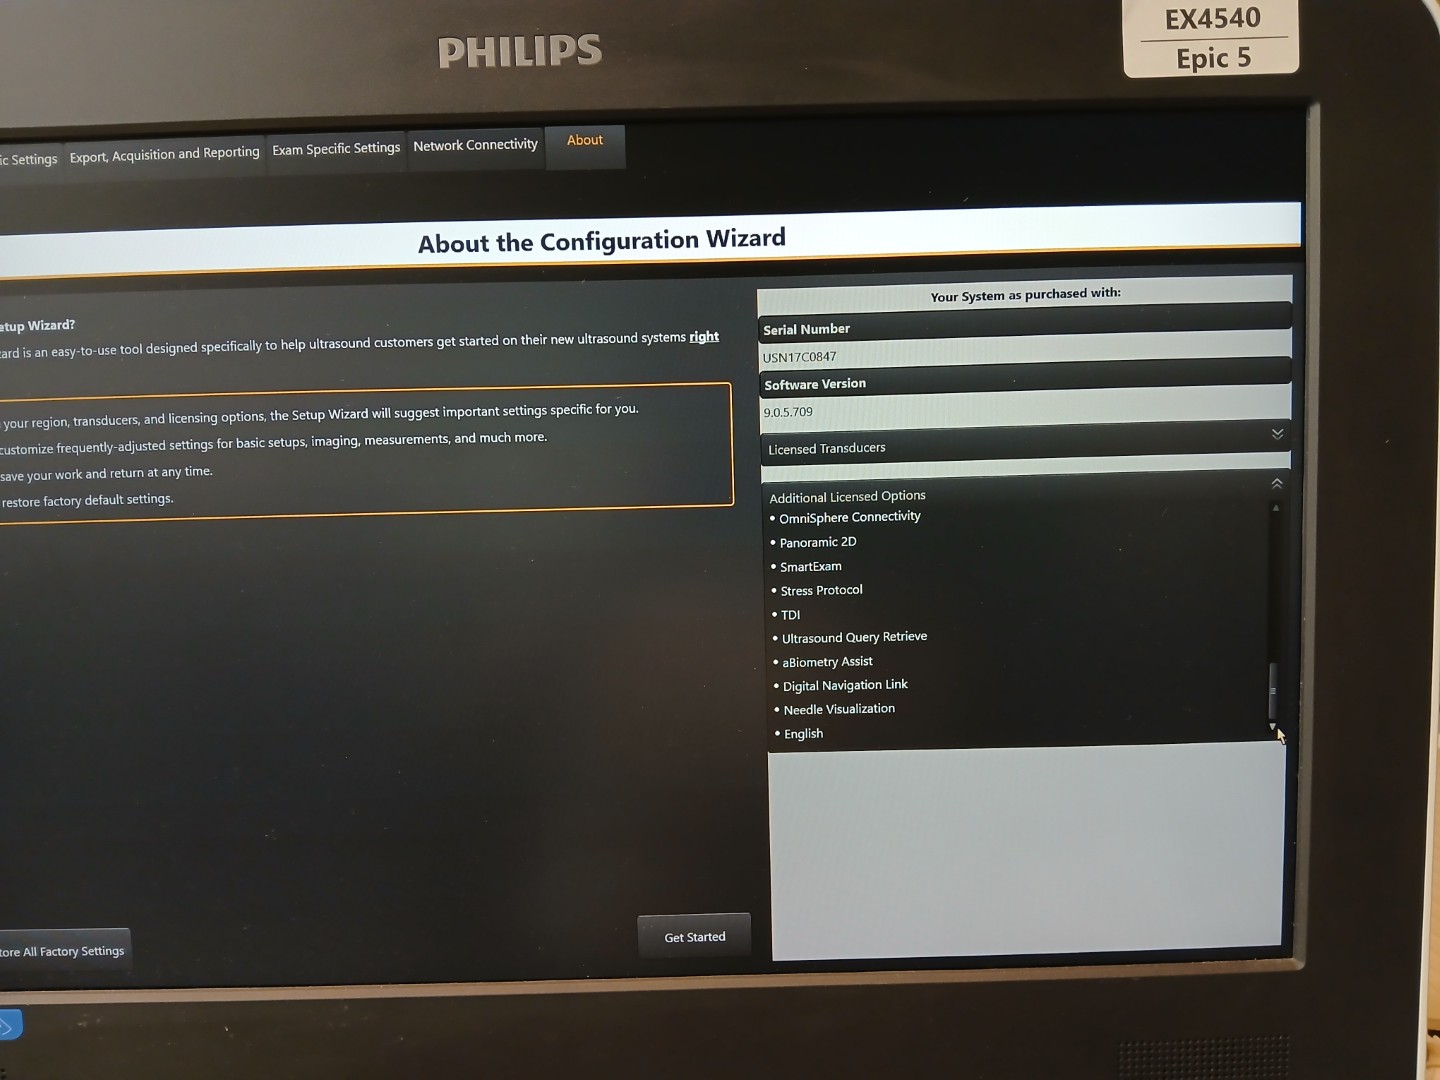 PHILIPS
EX4540
Epic 5
ic Settings
Export, Acquisition and Reporting
Exam Specific Settings
Network Connectivity
About
About the Configuration Wizard
etup Wizard?
ard is an easy-to-use tool designed specifically to help ultrasound customers get started on their new ultrasound systems right
your region, transducers, and licensing options, the Setup Wizard will suggest important settings specific for you.
customize frequently-adjusted settings for basic setups, imaging, measurements, and much more.
save your work and return at any time.
restore factory default settings.
tore All Factory Settings
Get Started
Your System as purchased with:
Serial Number
USN17C0847
Software Version
9.0.5.709
Licensed Transducers
Additional Licensed Options
• OmniSphere Connectivity
• Panoramic 2D
• SmartExam
• Stress Protocol
• TDI
• Ultrasound Query Retrieve
• aBiometry Assist
• Digital Navigation Link
• Needle Visualization
• English